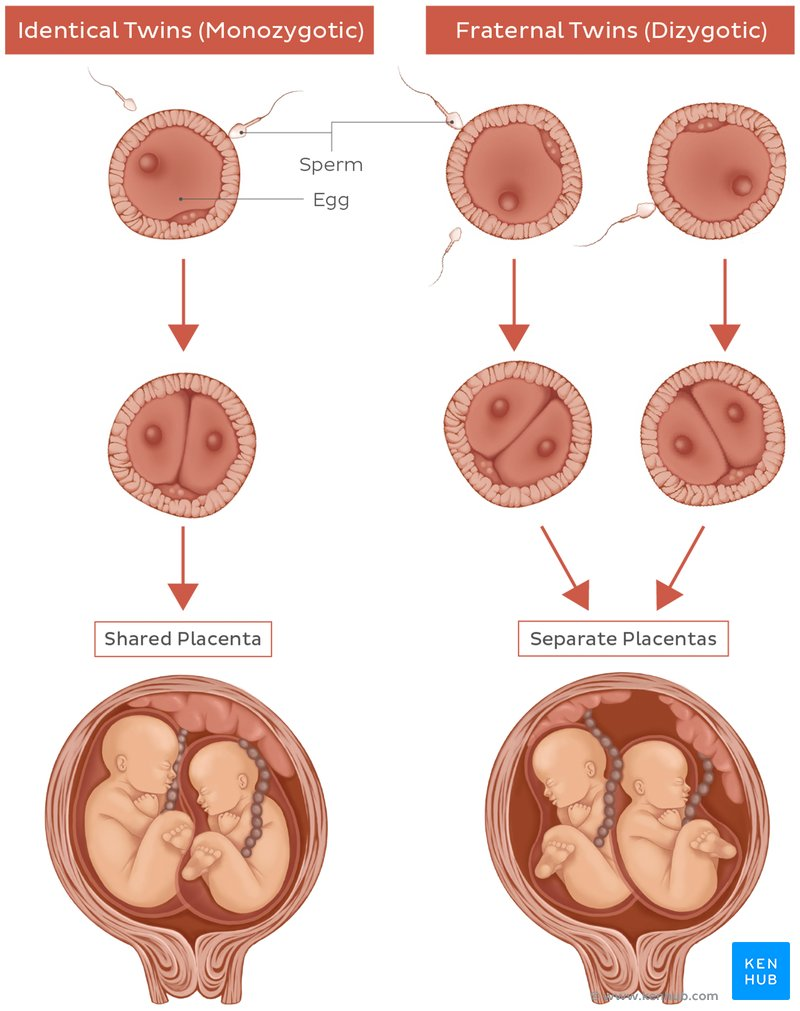 Identical Twins (Monozygotic)
Fraternal Twins (Dizygotic)
Sperm
Egg
Shared Placenta
Separate Placentas
KEN
HUB
© www.kenhub.com